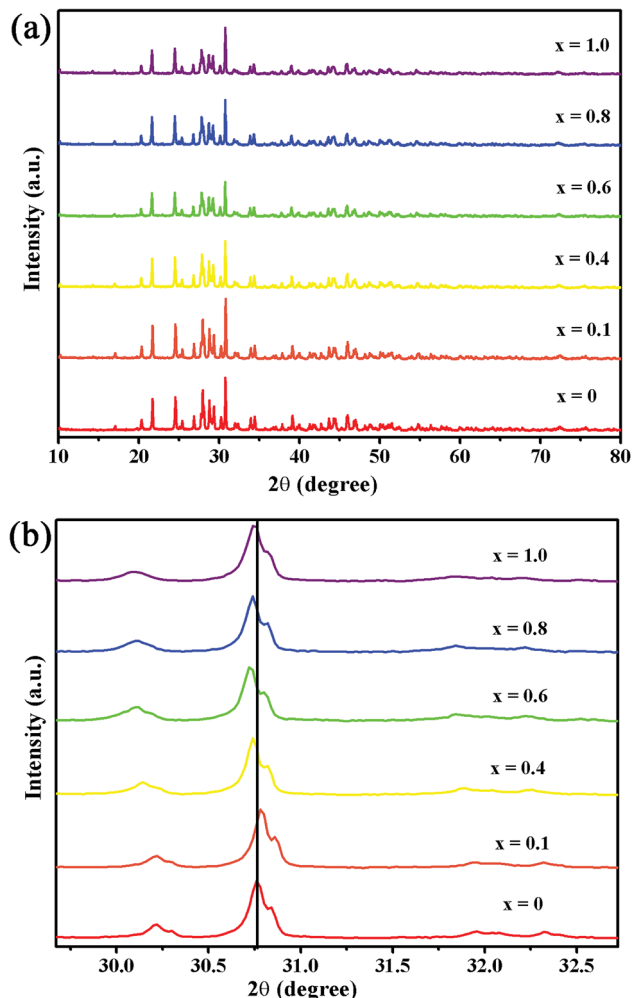 (a)
x = 1.0
x = 0.8
x = 0.6
x = 0.4
x = 0.1
x = 0
Intensity (a.u.)
10 20 30 40 50 60 70 80
2θ (degree)
(b)
x = 1.0
x = 0.8
x = 0.6
x = 0.4
x = 0.1
x = 0
Intensity (a.u.)
30.0 30.5 31.0 31.5 32.0 32.5
2θ (degree)